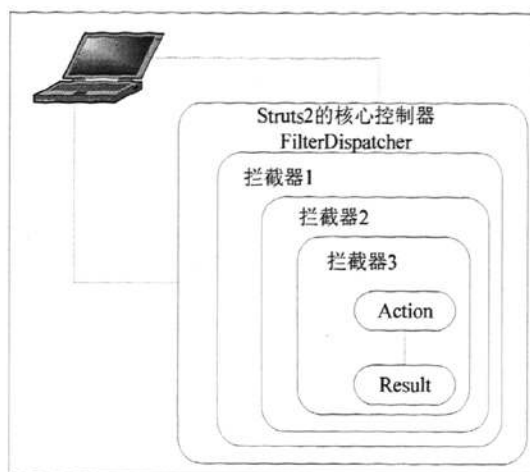 Struts2的核心控制器
FilterDispatcher
拦截器1
拦截器2
拦截器3
Action
Result